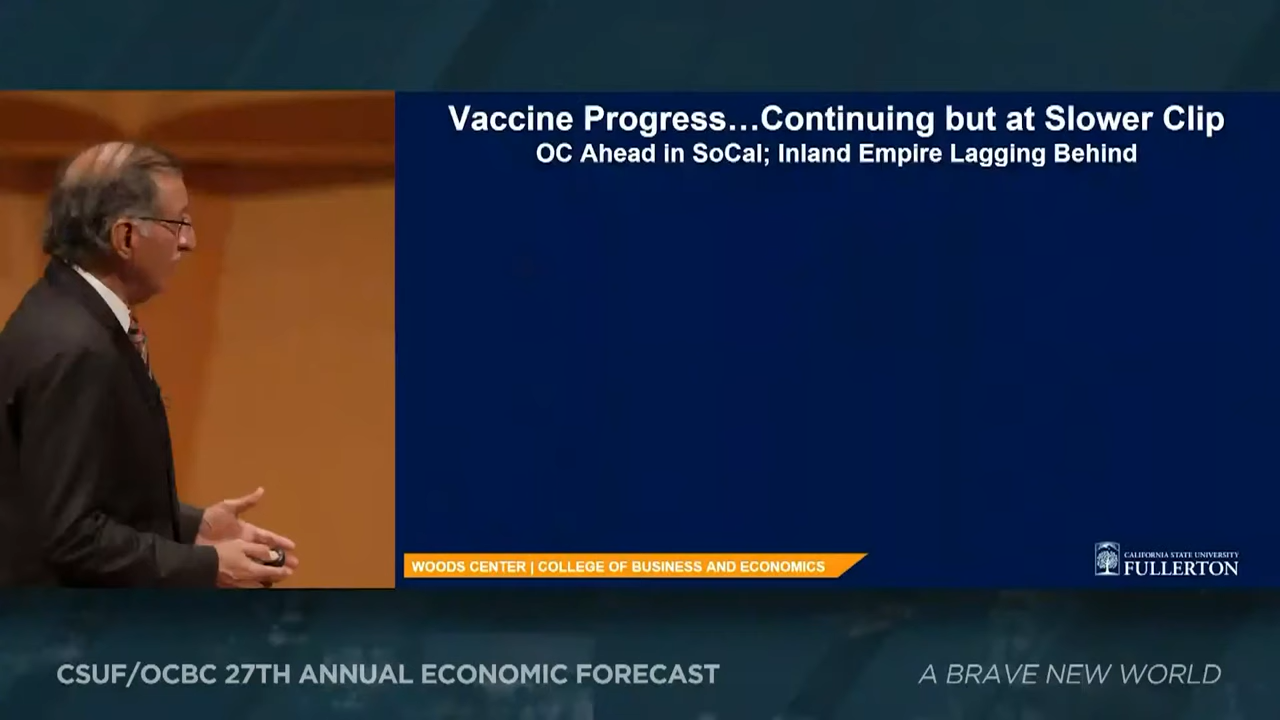 Vaccine Progress...Continuing but at Slower Clip
OC Ahead in SoCal; Inland Empire Lagging Behind
WOODS CENTER | COLLEGE OF BUSINESS AND ECONOMICS
CALIFORNIA STATE UNIVERSITY
FULLERTON
CSUF/OCBC 27TH ANNUAL ECONOMIC FORECAST
A BRAVE NEW WORLD